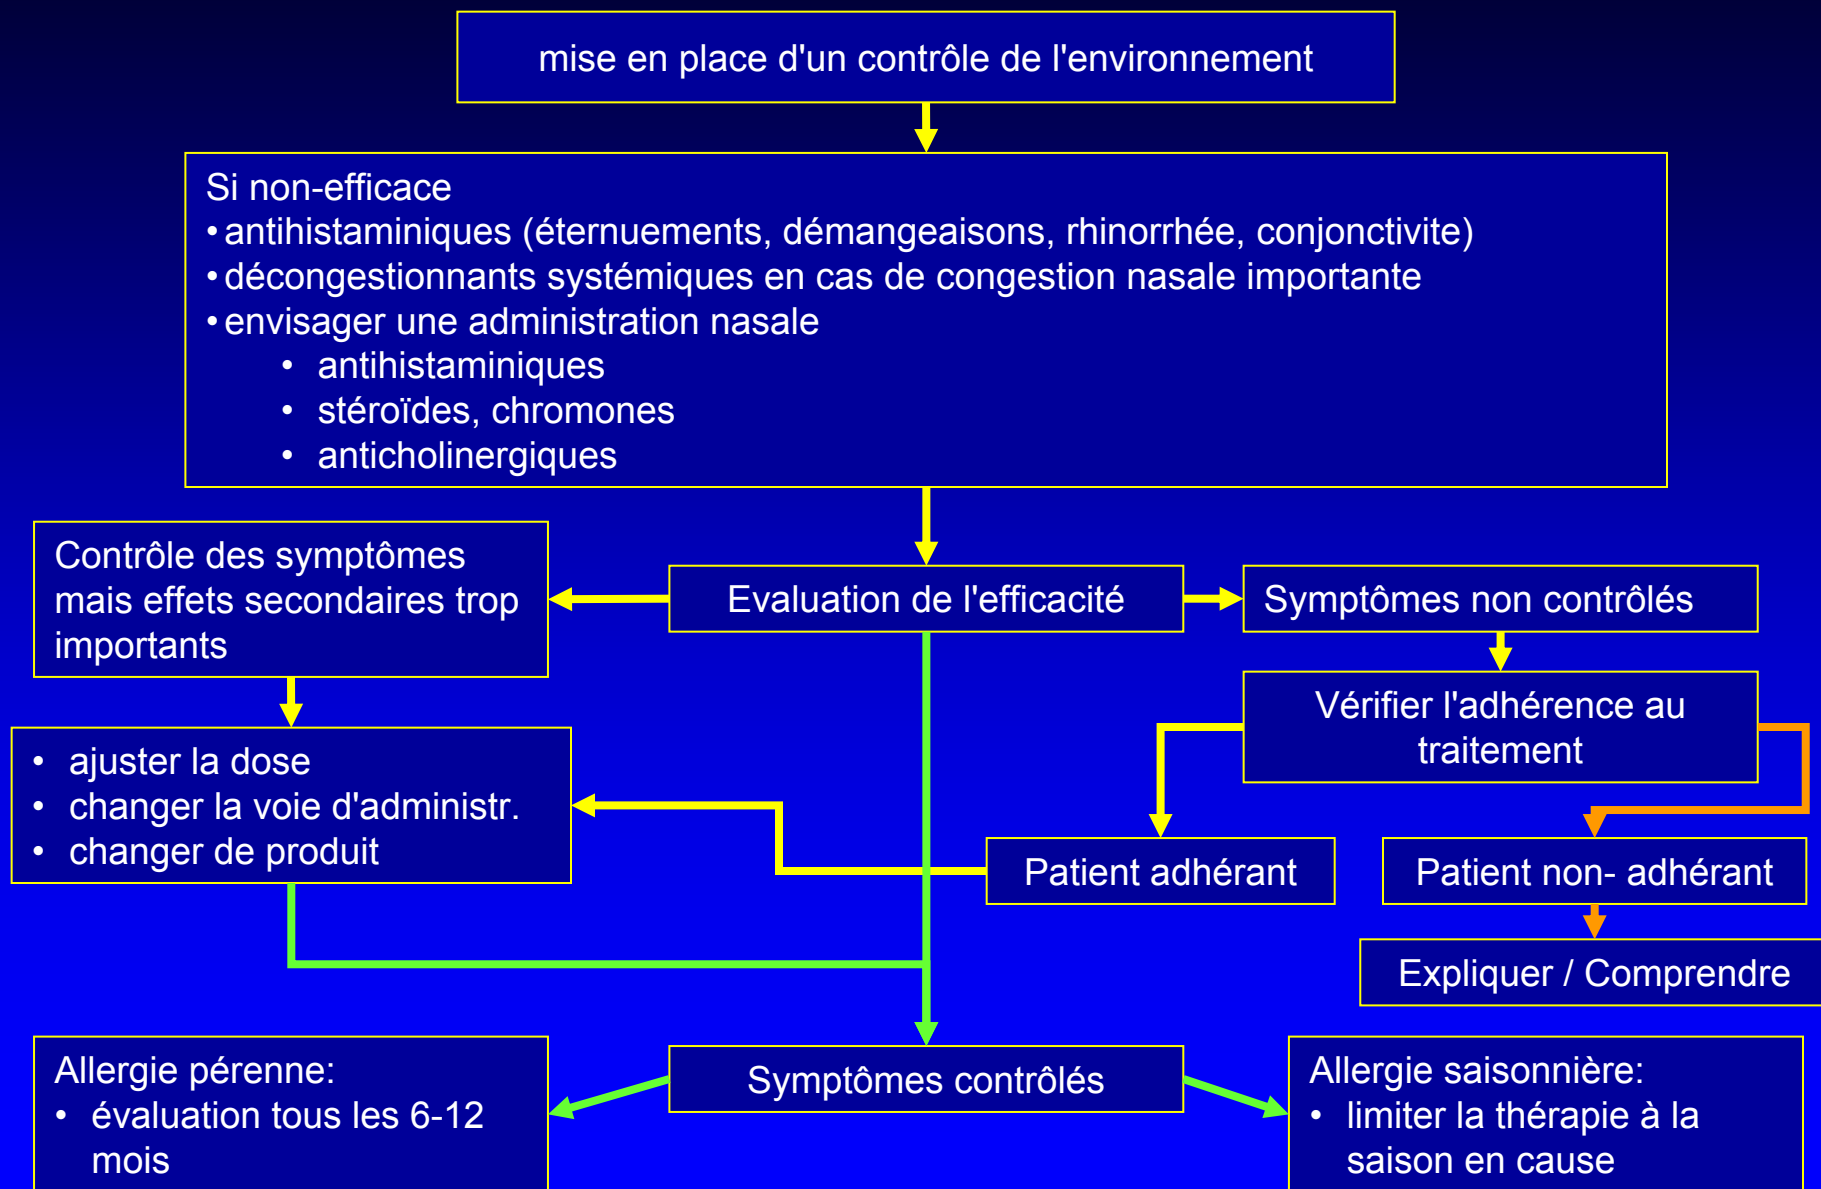 mise en place d'un contrôle de l'environnement
Si non-efficace
• antihistaminiques (éternuements, démangeaisons, rhinorrhée, conjonctivite)
• décongestionnants systémiques en cas de congestion nasale importante
• envisager une administration nasale
• antihistaminiques
• stéroïdes, chromones
• anticholinergiques
Contrôle des symptômes
mais effets secondaires trop
importants
Evaluation de l'efficacité
Symptômes non contrôlés
Vérifier l'adhérence au
traitement
• ajuster la dose
• changer la voie d'administr.
• changer de produit
Patient adhérant
Patient non- adhérant
Expliquer / Comprendre
Allergie pérenne:
• évaluation tous les 6-12
mois
Symptômes contrôlés
Allergie saisonnière:
• limiter la thérapie à la
saison en cause